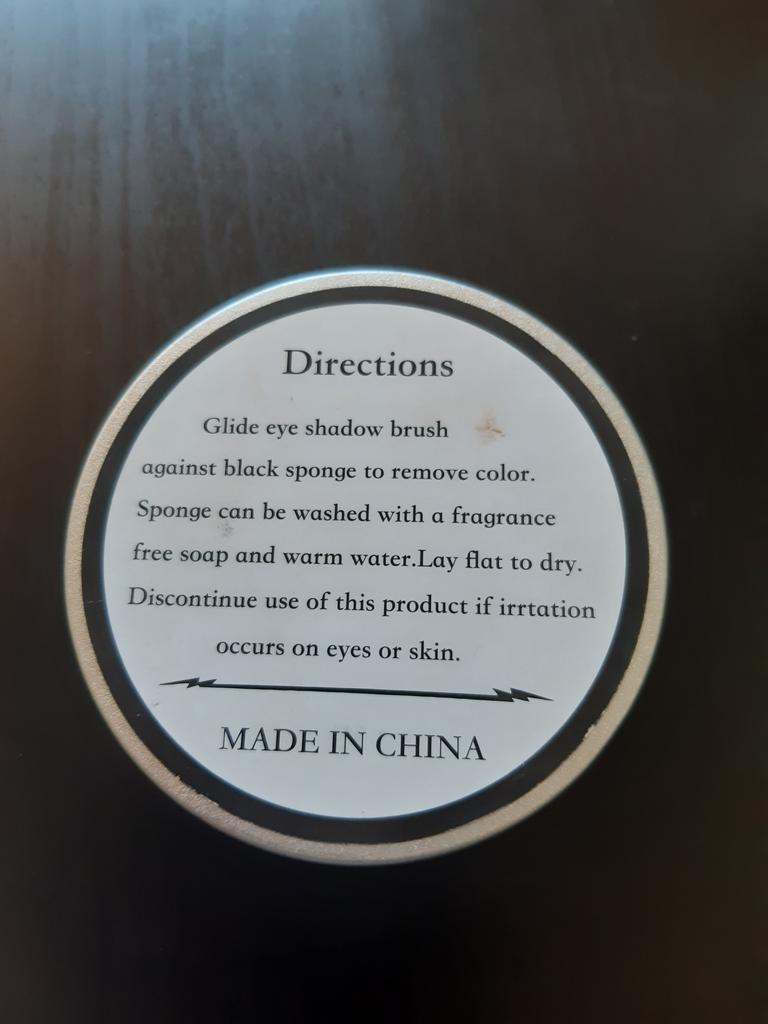 Directions
Glide eye shadow brush
against black sponge to remove color.
Sponge can be washed with a fragrance
free soap and warm water.Lay flat to dry.
Discontinue use of this product if irrtation
occurs on eyes or skin.
MADE IN CHINA